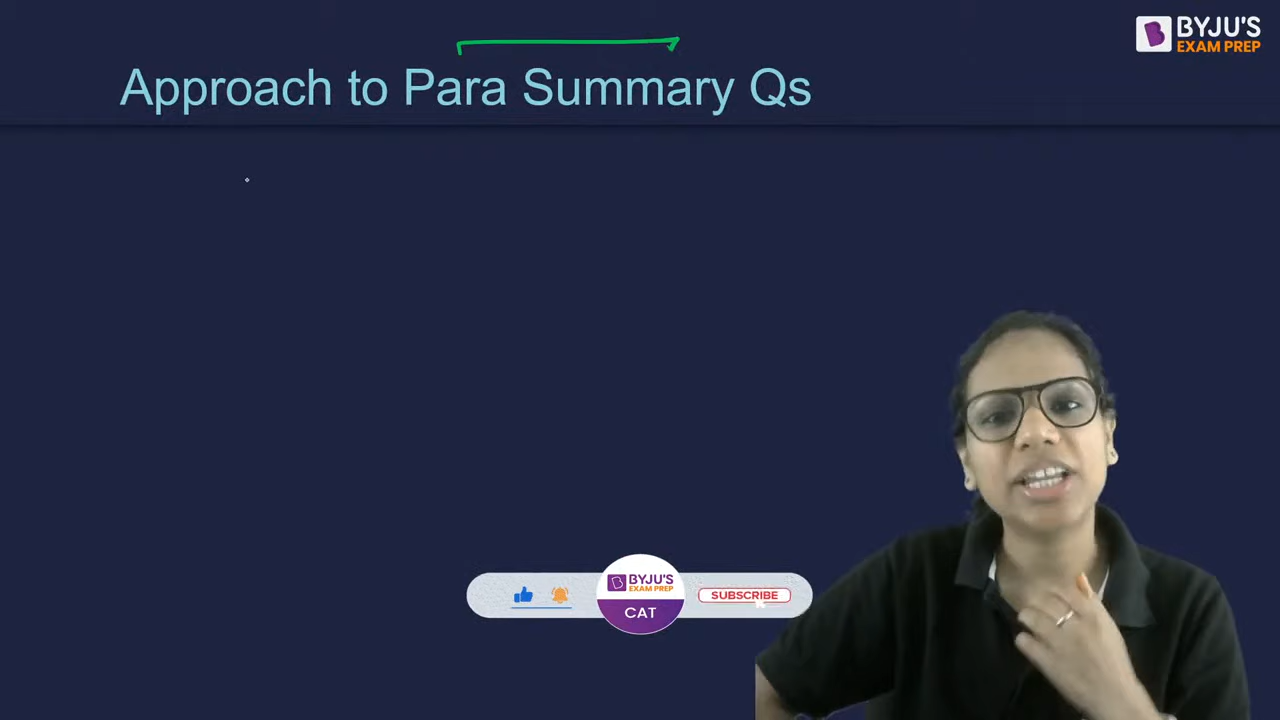 BYJU'S
EXAM PREP
Approach to Para Summary Qs
BYJU'S
EXAM PREP
CAT
SUBSCRIBE